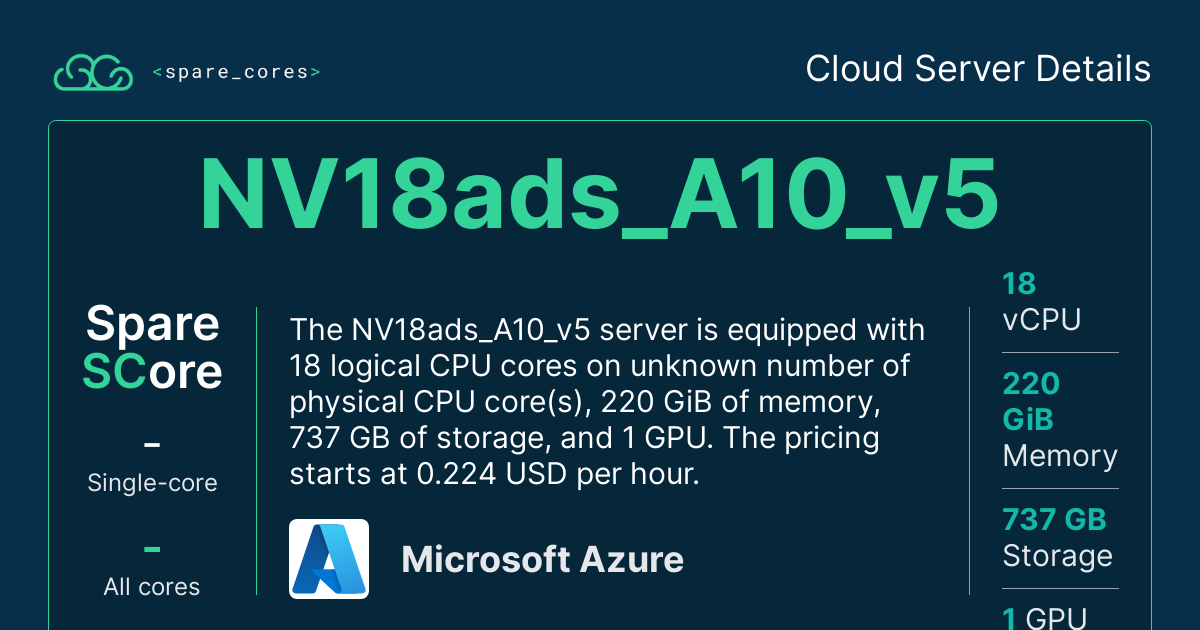 <spare_cores>
Cloud Server Details
NV18ads_A10_v5
Spare
SCore
–
Single-core
–
All cores
The NV18ads_A10_v5 server is equipped with
18 logical CPU cores on unknown number of
physical CPU core(s), 220 GiB of memory,
737 GB of storage, and 1 GPU. The pricing
starts at 0.224 USD per hour.
Microsoft Azure
18
vCPU
220
GiB
Memory
737 GB
Storage
1 GPU